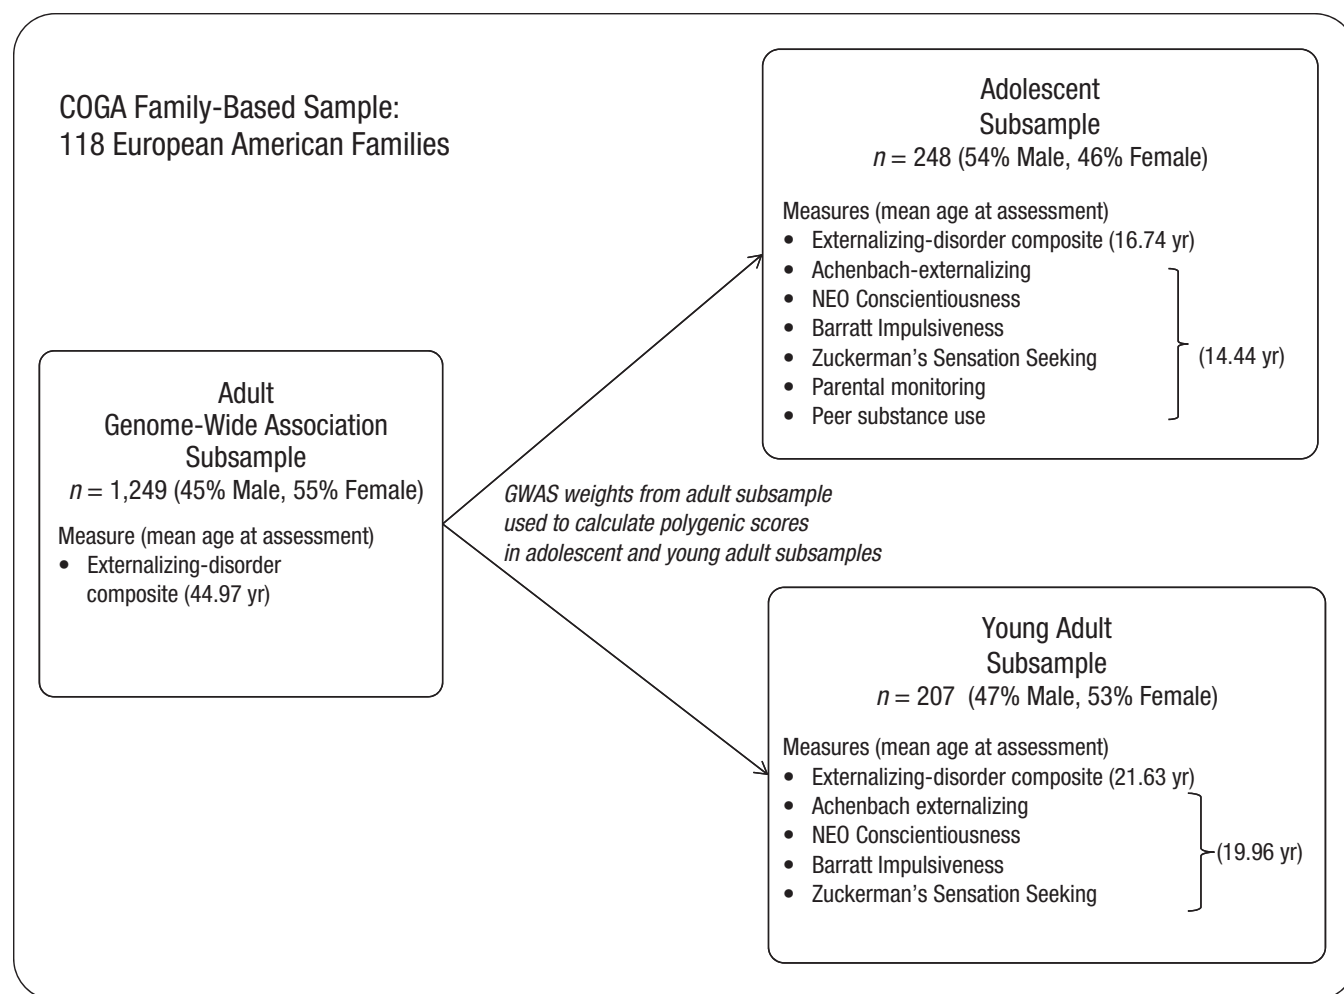 COGA Family-Based Sample:
118 European American Families
Adult
Genome-Wide Association
Subsample
n = 1,249 (45% Male, 55% Female)
Measure (mean age at assessment)
• Externalizing-disorder
composite (44.97 yr)
GWAS weights from adult subsample
used to calculate polygenic scores
in adolescent and young adult subsamples
Adolescent
Subsample
n = 248 (54% Male, 46% Female)
Measures (mean age at assessment)
• Externalizing-disorder composite (16.74 yr)
• Achenbach-externalizing
• NEO Conscientiousness
• Barratt Impulsiveness
• Zuckerman’s Sensation Seeking
• Parental monitoring
• Peer substance use
(14.44 yr)
Young Adult
Subsample
n = 207 (47% Male, 53% Female)
Measures (mean age at assessment)
• Externalizing-disorder composite (21.63 yr)
• Achenbach externalizing
• NEO Conscientiousness
• Barratt Impulsiveness
• Zuckerman’s Sensation Seeking
(19.96 yr)